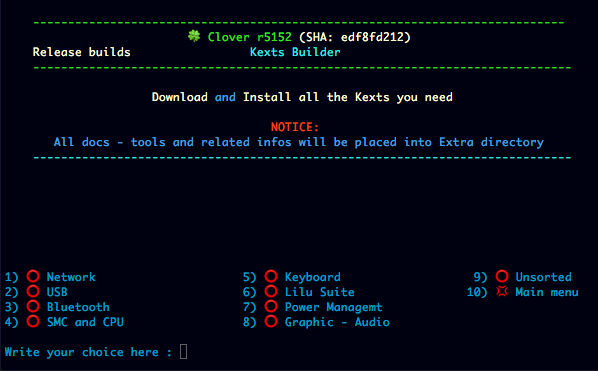 🍀 Clover r5152 (SHA: edf8fd212)
Release builds Kexts Builder
Download and Install all the Kexts you need
NOTICE:
All docs - tools and related infos will be placed into Extra directory
1) ⭕ Network 5) ⭕ Keyboard 9) ⭕ Unsorted
2) ⭕ USB 6) ⭕ Lilu Suite 10) 💢 Main menu
3) ⭕ Bluetooth 7) ⭕ Power Managemt
4) ⭕ SMC and CPU 8) ⭕ Graphic - Audio
Write your choice here :